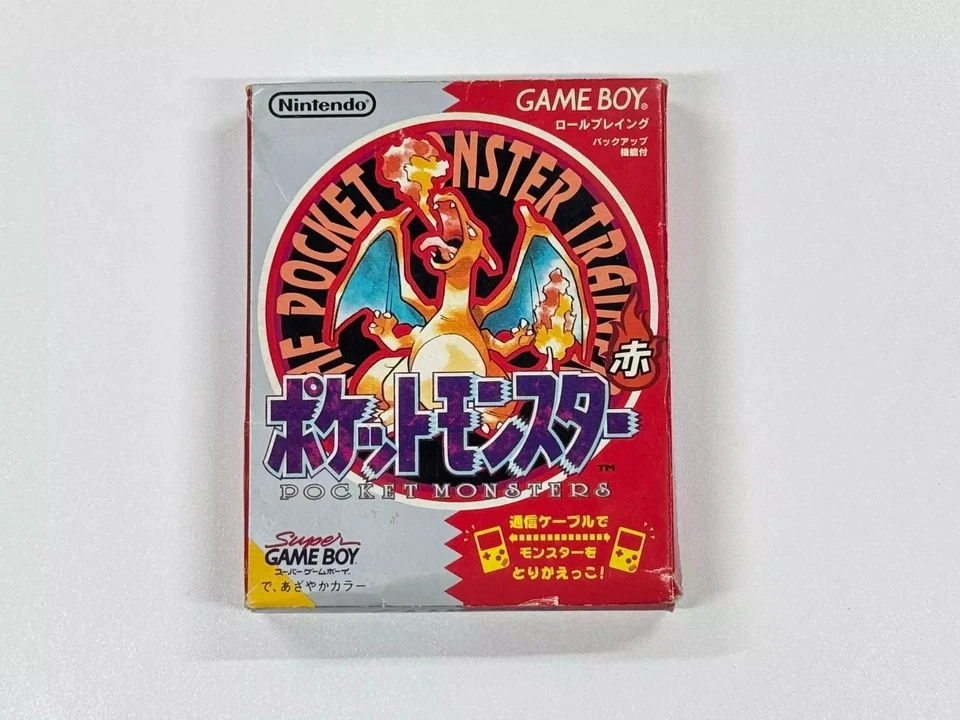 Nintendo®
GAME BOY®
ロールプレイング
バックアップ
機能付
POCKET MONSTER TRAINE
赤
ポケットモンスター
TM
POCKET MONSTERS
Super
GAME BOY
スーパーゲームボーイ
で、あざやかカラー
通信ケーブルで
モンスターを
とりかえっこ!